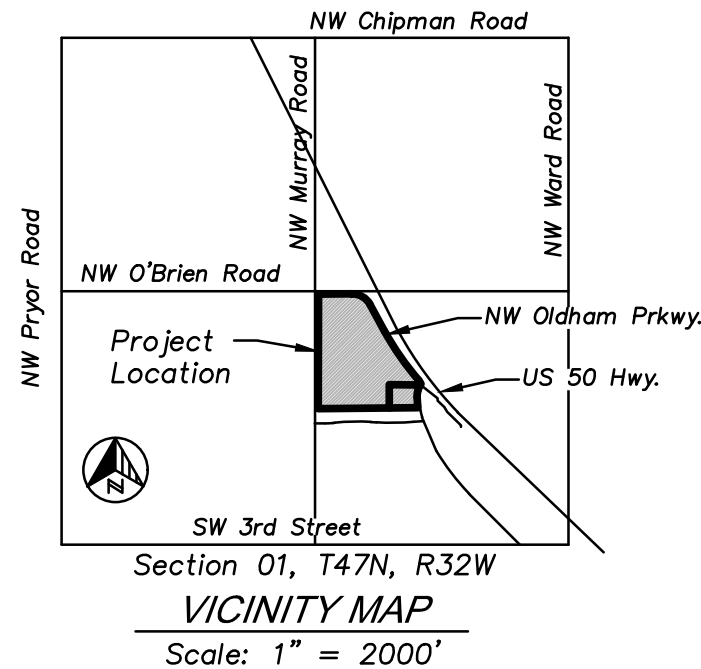 NW Chipman Road
NW Murray Road
NW Ward Road
NW Pryor Road
NW O'Brien Road
NW Oldham Prkwy.
Project
Location
US 50 Hwy.
N
SW 3rd Street
Section 01, T47N, R32W
VICINITY MAP
Scale: 1" = 2000'